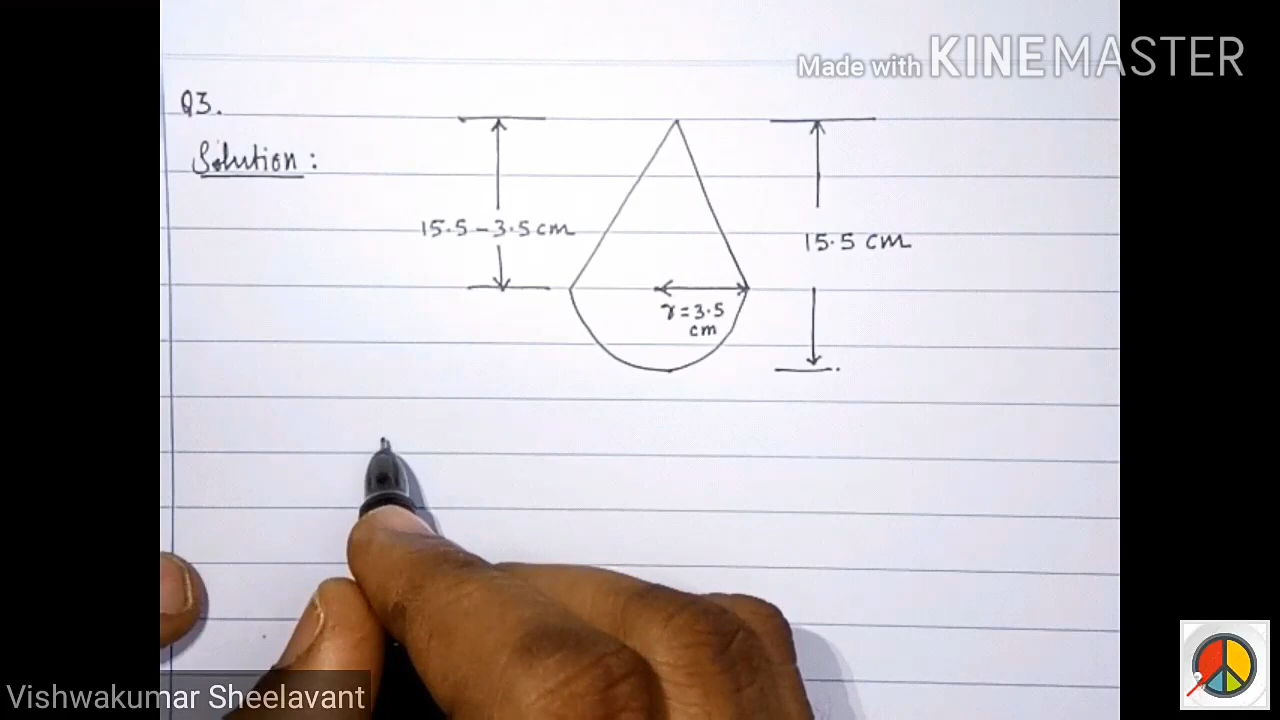 Made with KINEMASTER
Q3.
Solution :
15.5 - 3.5 cm
15.5 cm
r = 3.5
cm
Vishwakumar Sheelavant